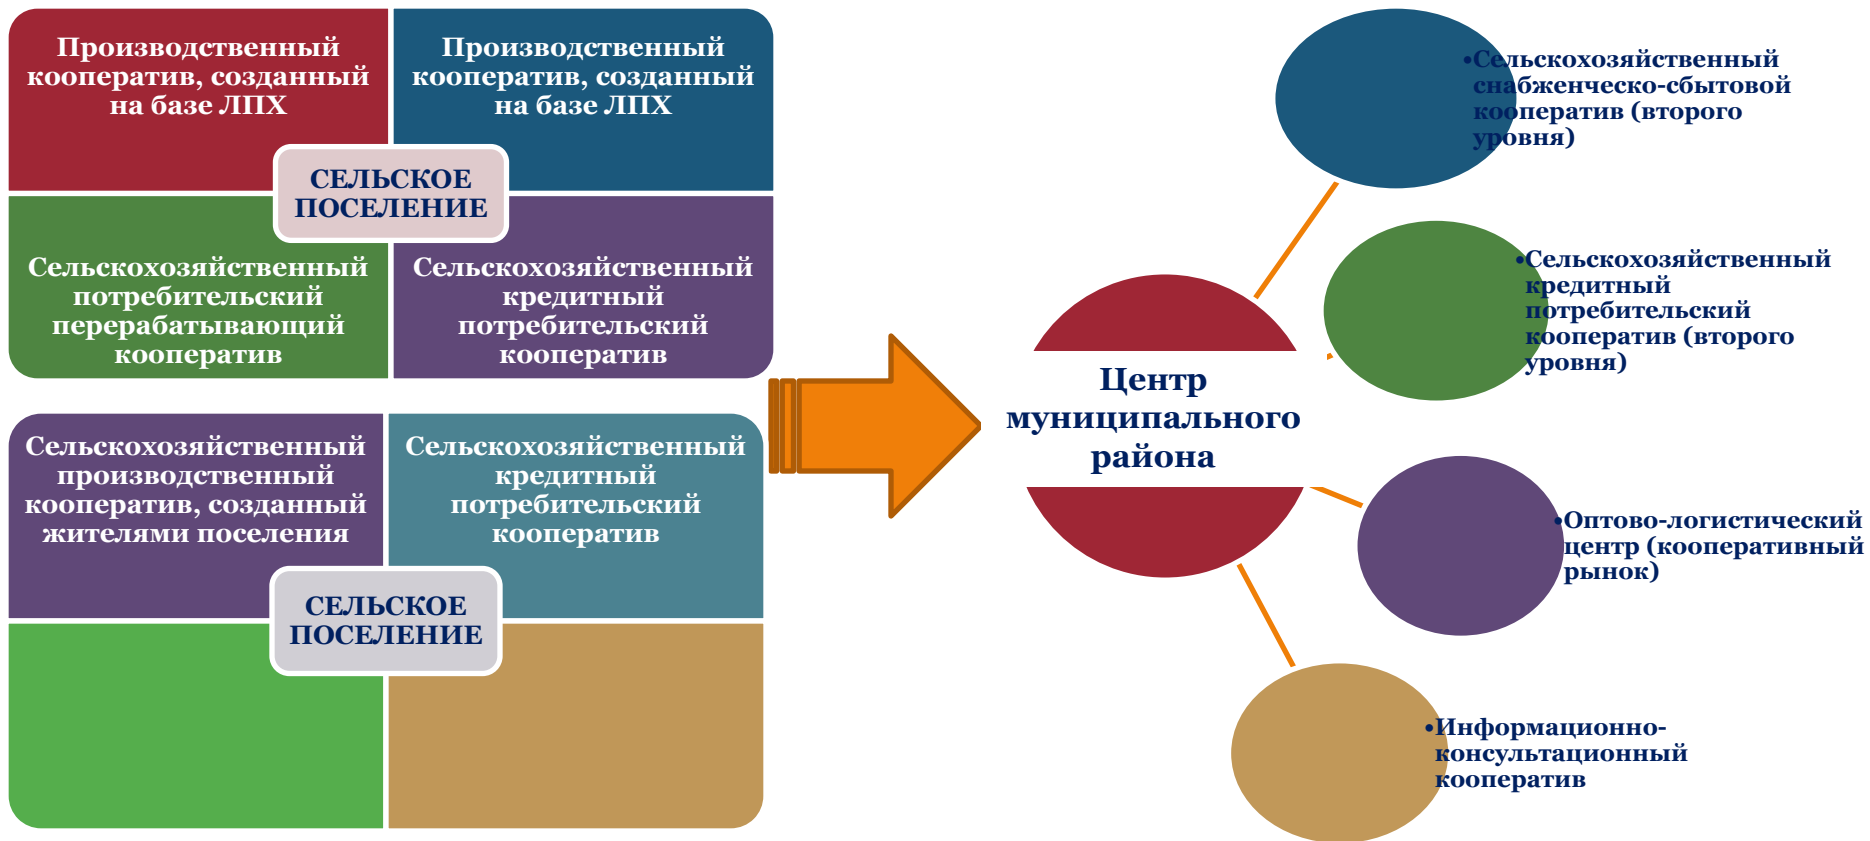 Производственный
кооператив, созданный
на базе ЛПХ
Производственный
кооператив, созданный
на базе ЛПХ
СЕЛЬСКОЕ
ПОСЕЛЕНИЕ
Сельскохозяйственный
потребительский
перерабатывающий
кооператив
Сельскохозяйственный
кредитный
потребительский
кооператив
Сельскохозяйственный
производственный
кооператив, созданный
жителями поселения
Сельскохозяйственный
кредитный
потребительский
кооператив
СЕЛЬСКОЕ
ПОСЕЛЕНИЕ
Центр
муниципального
района
•Сельскохозяйственный
снабженческо-сбытовой
кооператив (второго
уровня)
•Сельскохозяйственный
кредитный
потребительский
кооператив (второго
уровня)
•Оптово-логистический
центр (кооперативный
рынок)
•Информационно-
консультационный
кооператив